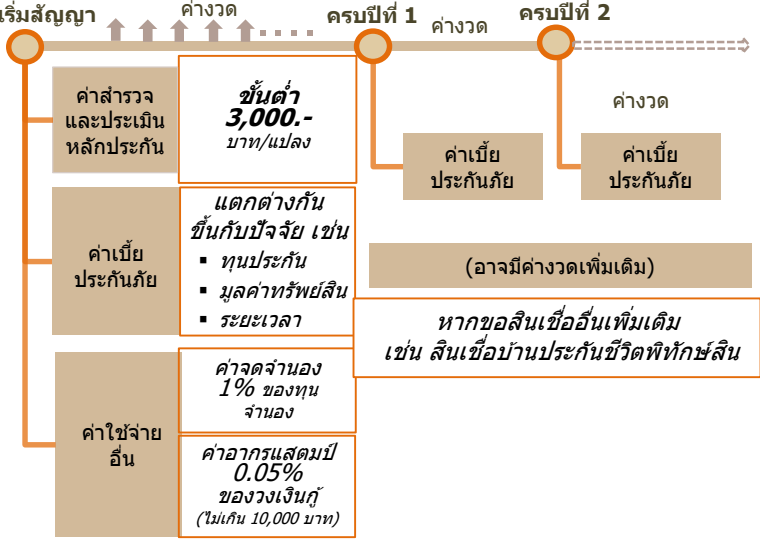 เริ่มสัญญา
ค่างวด
ครบปีที่ 1
ค่างวด
ครบปีที่ 2
ค่างวด
ค่าสำรวจ
และประเมิน
หลักประกัน
ขั้นต่ำ
3,000.-
บาท/แปลง
ค่าเบี้ย
ประกันภัย
ค่าเบี้ย
ประกันภัย
ค่าเบี้ย
ประกันภัย
แตกต่างกัน
ขึ้นกับปัจจัย เช่น
▪ ทุนประกัน
▪ มูลค่าทรัพย์สิน
▪ ระยะเวลา
(อาจมีค่างวดเพิ่มเติม)
หากขอสินเชื่ออื่นเพิ่มเติม
เช่น สินเชื่อบ้านประกันชีวิตพิทักษ์สิน
ค่าใช้จ่าย
อื่น
ค่าจดจำนอง
1% ของทุน
จำนอง
ค่าอากรแสตมป์
0.05%
ของวงเงินกู้
(ไม่เกิน 10,000 บาท)